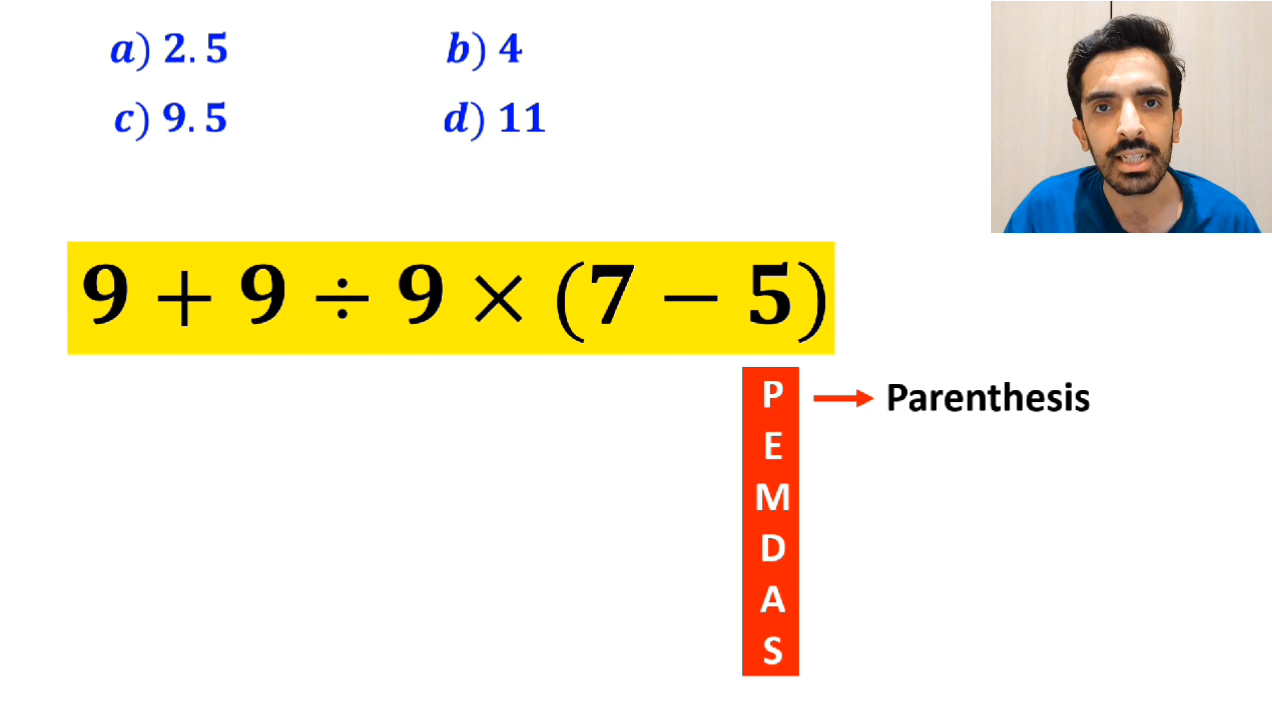 a) 2.5 b) 4
c) 9.5 d) 11
9 + 9 ÷ 9 × (7 − 5)
P → Parenthesis
E
M
D
A
S